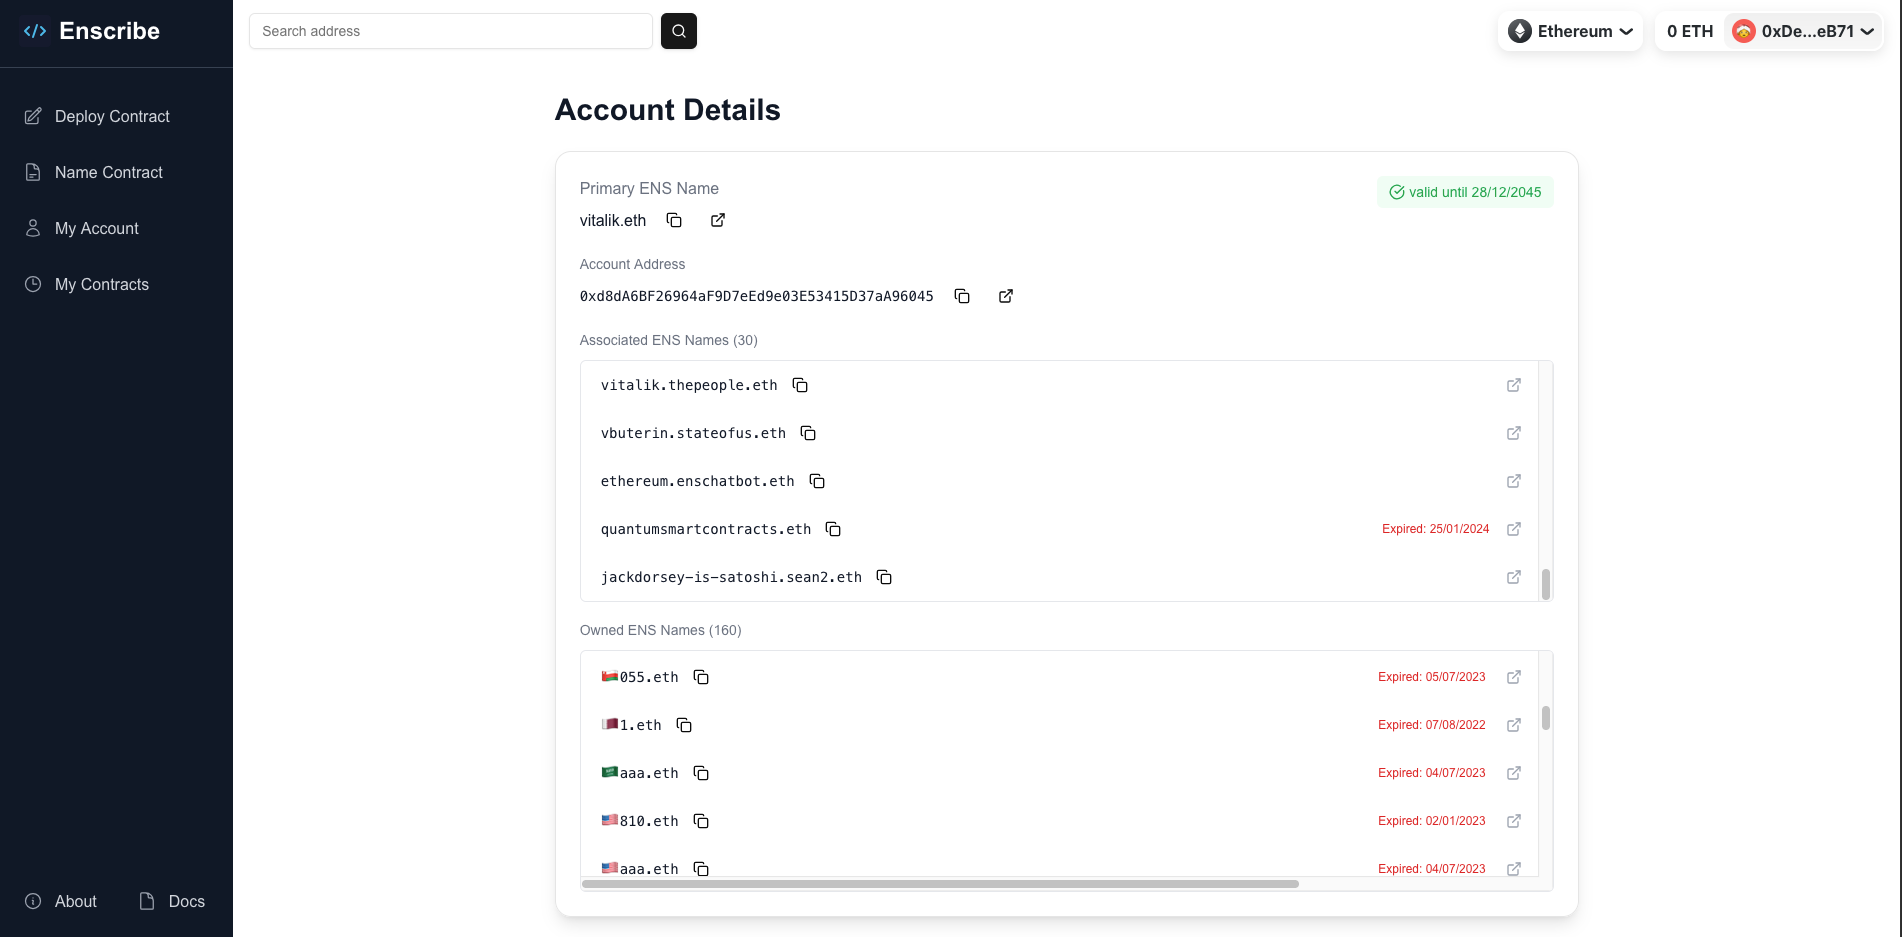 Enscribe
Search address
Ethereum
0 ETH
0xDe...eB71
Deploy Contract
Name Contract
My Account
My Contracts
About
Docs
Account Details
Primary ENS Name
valid until 28/12/2045
vitalik.eth
Account Address
0xd8dA6BF26964aF9D7eEd9e03E53415D37aA96045
Associated ENS Names (30)
vitalik.thepeople.eth
vbuterin.stateofus.eth
ethereum.enschatbot.eth
quantumsmartcontracts.eth Expired: 25/01/2024
jackdorsey-is-satoshi.sean2.eth
Owned ENS Names (160)
🇴🇲055.eth Expired: 05/07/2023
🇶🇦1.eth Expired: 07/08/2022
🇸🇦aaa.eth Expired: 04/07/2023
🇺🇸810.eth Expired: 02/01/2023
🇺🇸aaa.eth Expired: 04/07/2023